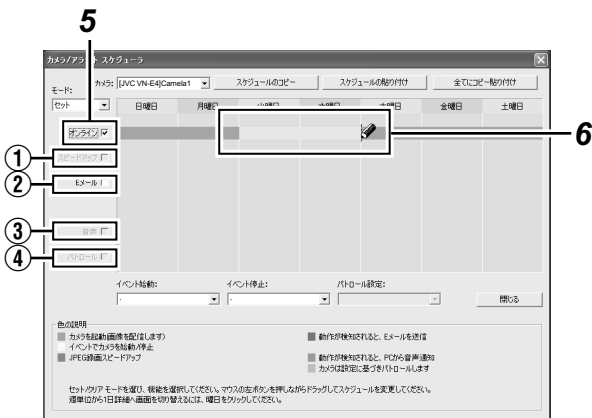 5
カメラ/アラート スケジューラ
モード:
カメラ: [JVC VN-E4]Camela1
スケジュールのコピー
スケジュールの貼り付け
全てにコピー貼り付け
セット
日曜日 月曜日 火曜日 水曜日 木曜日 金曜日 土曜日
オンライン
6
① スピードアップ
② Eメール
③ 音声
④ パトロール
イベント始動: イベント停止: パトロール設定:
- -
閉じる
色の説明
カメラを起動(画像を配信します)
イベントでカメラを始動/停止
JPEG録画スピードアップ
動作が検知されると、Eメールを送信
動作が検知されると、PCから音声通知
カメラは設定に基づきパトロールします
セット/クリア モードを選び、機能を選択してください。マウスの左ボタンを押しながらドラッグしてスケジュールを変更してください。
週単位から1日詳細へ画面を切り替えるには、曜日をクリックしてください。